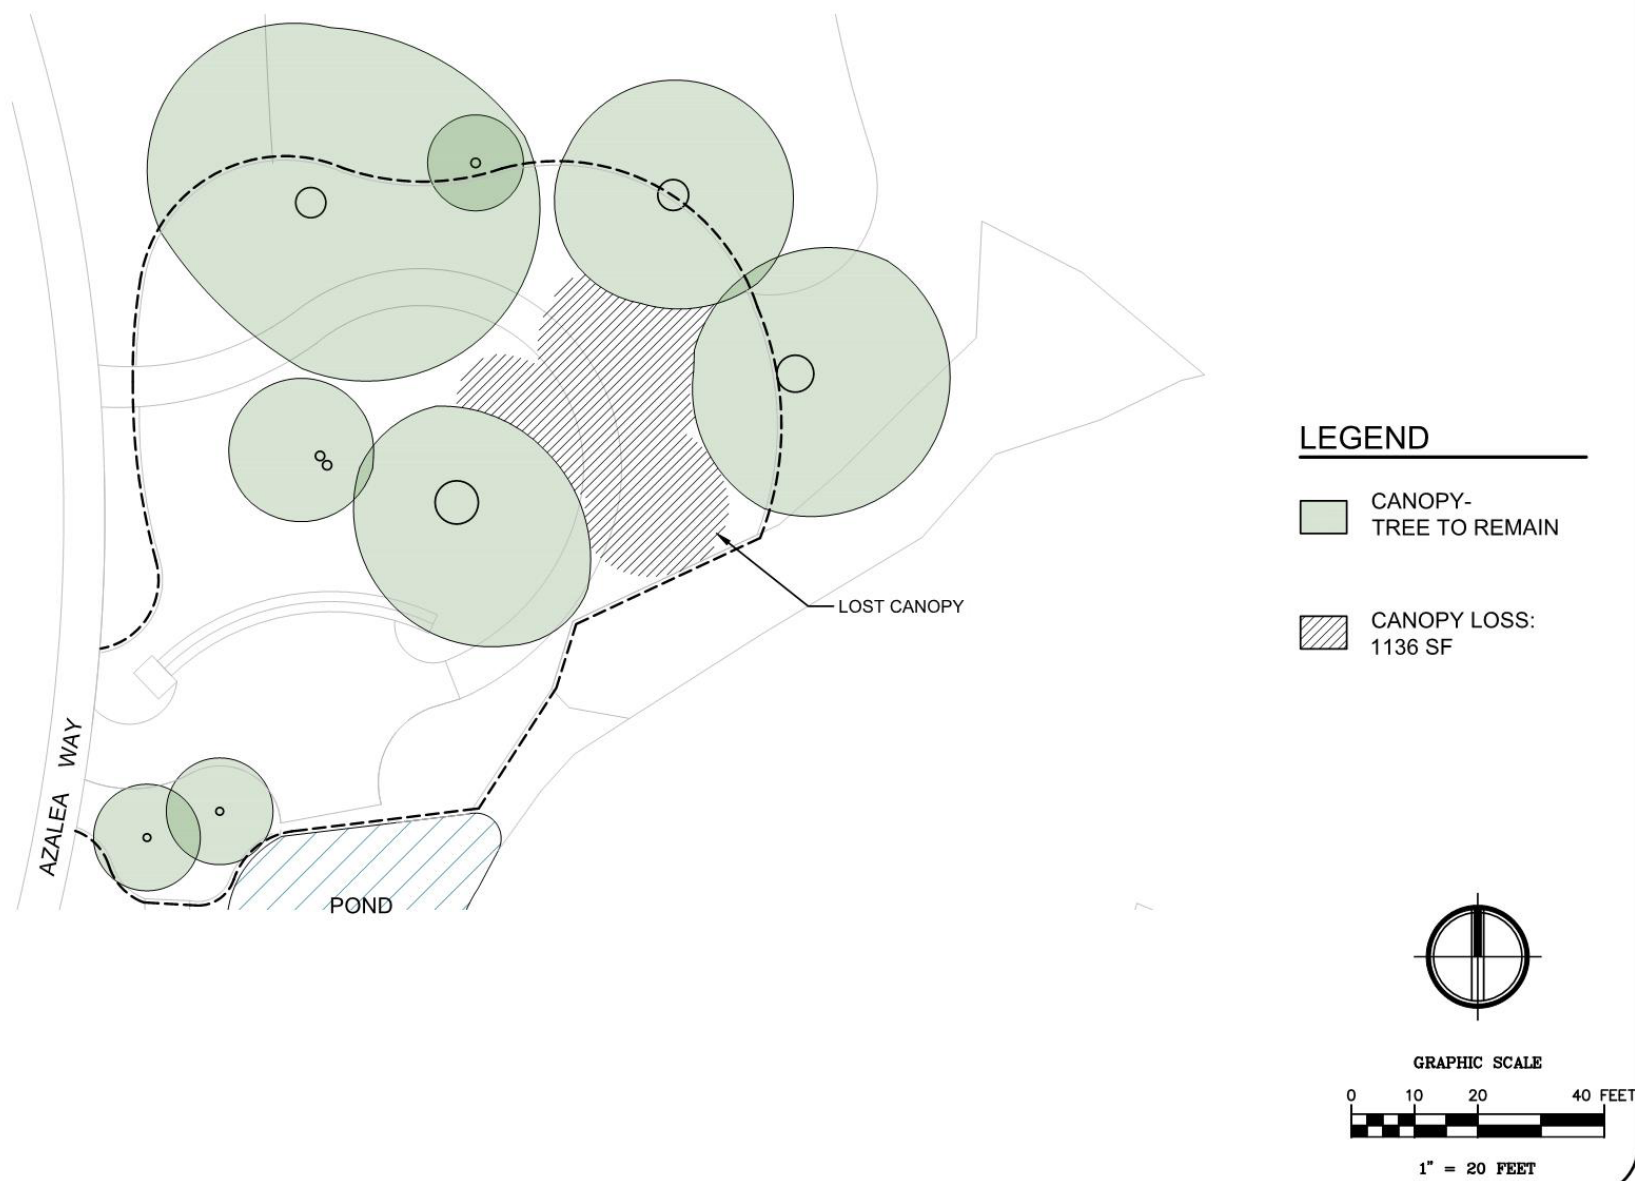 LEGEND
CANOPY-
TREE TO REMAIN
CANOPY LOSS:
1136 SF
LOST CANOPY
AZALEA WAY
POND
GRAPHIC SCALE
0 10 20 40 FEET
1" = 20 FEET